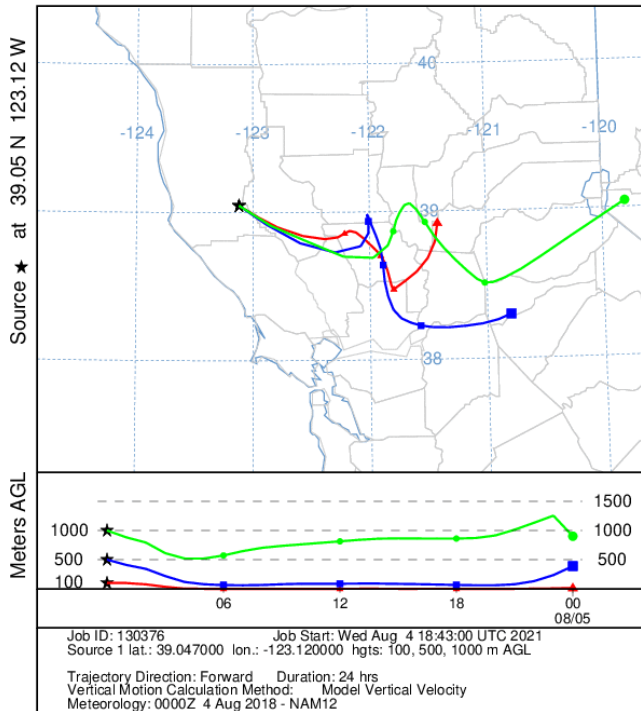 Source ★ at 39.05 N 123.12 W
40
-124
-123
-122
-121
-120
39
38
Meters AGL
1500
1000
1000
500
500
100
06
12
18
00
08/05
Job ID: 130376 Job Start: Wed Aug 4 18:43:00 UTC 2021
Source 1 lat.: 39.047000 lon.: -123.120000 hgts: 100, 500, 1000 m AGL
Trajectory Direction: Forward Duration: 24 hrs
Vertical Motion Calculation Method: Model Vertical Velocity
Meteorology: 0000Z 4 Aug 2018 - NAM12